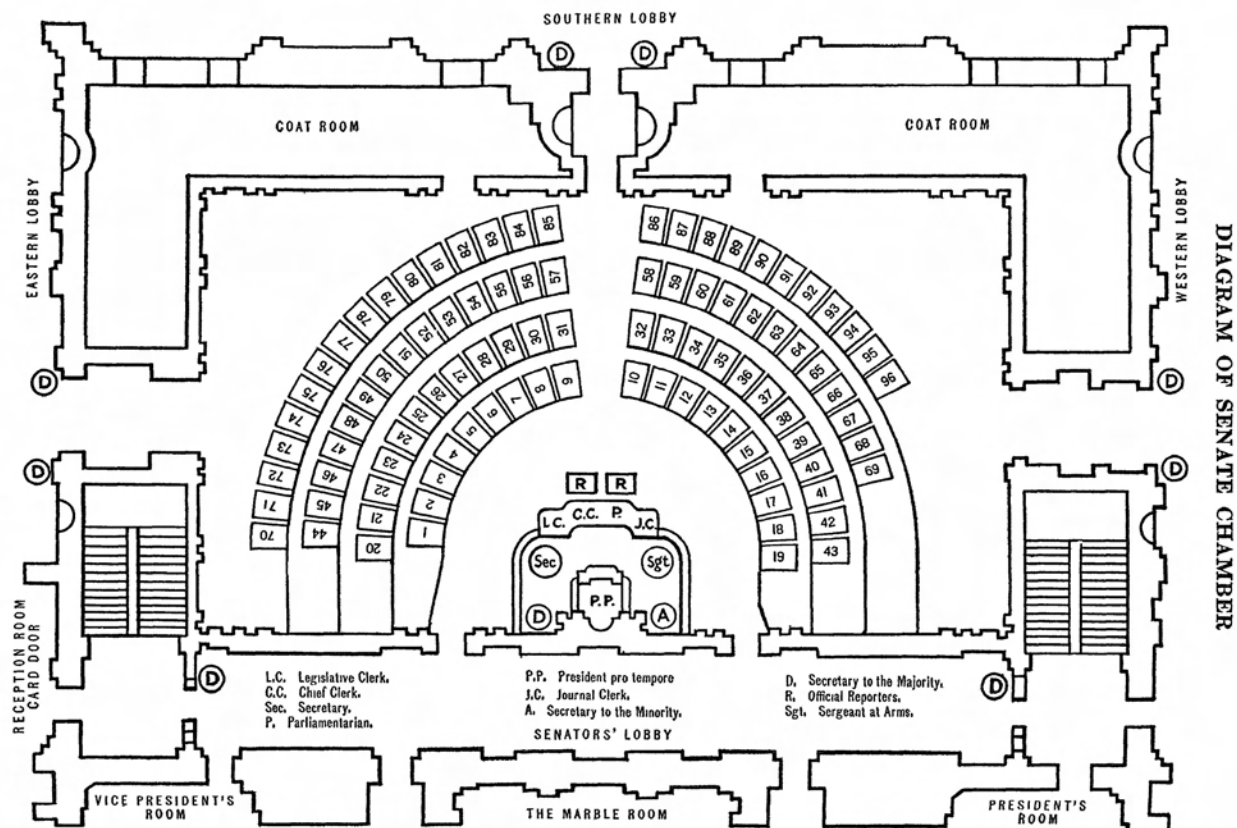 SOUTHERN LOBBY
D D
COAT ROOM
COAT ROOM
EASTERN LOBBY
WESTERN LOBBY
DIAGRAM OF SENATE CHAMBER
D
D
D
D
70 71 72 73 74 75 76 77 78 79 80 81 82 83 84 85
86 87 88 89 90 91 92 93 94 95 96
44 45 46 47 48 49 50 51 52 53 54 55 56 57
58 59 60 61 62 63 64 65 66 67 68 69
20 21 22 23 24 25 26 27 28 29 30 31
32 33 34 35 36 37 38 39 40 41 42 43
1 2 3 4 5 6 7 8 9
10 11 12 13 14 15 16 17 18 19
R R
L.C. C.C. P. J.C.
Sec. Sgt.
P.P.
D A
RECEPTION ROOM
CARD DOOR
D
D
L.C. Legislative Clerk.
C.C. Chief Clerk.
Sec. Secretary.
P. Parliamentarian.
P.P. President pro tempore
J.C. Journal Clerk.
A. Secretary to the Minority.
D. Secretary to the Majority.
R. Official Reporters.
Sgt. Sergeant at Arms.
SENATORS' LOBBY
VICE PRESIDENT'S
ROOM
THE MARBLE ROOM
PRESIDENT'S
ROOM